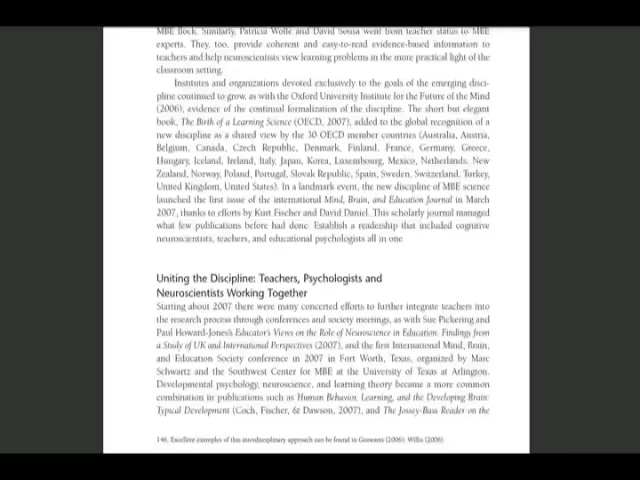 MBE flock. Similarly, Patricia Wolfe and David Sousa went from teacher status to MBE
experts. They, too, provide coherent and easy-to-read evidence-based information to
teachers and help neuroscientists view learning problems in the more practical light of the
classroom setting.
Institutes and organizations devoted exclusively to the goals of the emerging disci-
pline continued to grow, as with the Oxford University Institute for the Future of the Mind
(2006), evidence of the continual formalization of the discipline. The short but elegant
book, The Birth of a Learning Science (OECD, 2007), added to the global recognition of a
new discipline as a shared view by the 30 OECD member countries (Australia, Austria,
Belgium, Canada, Czech Republic, Denmark, Finland, France, Germany, Greece,
Hungary, Iceland, Ireland, Italy, Japan, Korea, Luxembourg, Mexico, Netherlands, New
Zealand, Norway, Poland, Portugal, Slovak Republic, Spain, Sweden, Switzerland, Turkey,
United Kingdom, United States). In a landmark event, the new discipline of MBE science
launched the first issue of the international Mind, Brain, and Education Journal in March
2007, thanks to efforts by Kurt Fischer and David Daniel. This scholarly journal managed
what few publications before had done: Establish a readership that included cognitive
neuroscientists, teachers, and educational psychologists all in one.
Uniting the Discipline: Teachers, Psychologists and
Neuroscientists Working Together
Starting about 2007 there were many concerted efforts to further integrate teachers into
the research process through conferences and society meetings, as with Sue Pickering and
Paul Howard-Jones's Educator's Views on the Role of Neuroscience in Education: Findings from
a Study of UK and International Perspectives (2007), and the first International Mind, Brain,
and Education Society conference in 2007 in Fort Worth, Texas, organized by Marc
Schwartz and the Southwest Center for MBE at the University of Texas at Arlington.
Developmental psychology, neuroscience, and learning theory became a more common
combination in publications such as Human Behavior, Learning, and the Developing Brain:
Typical Development (Coch, Fischer, & Dawson, 2007), and The Jossey-Bass Reader on the
146. Excellent examples of this interdisciplinary approach can be found in Goswami (2006); Willis (2006)